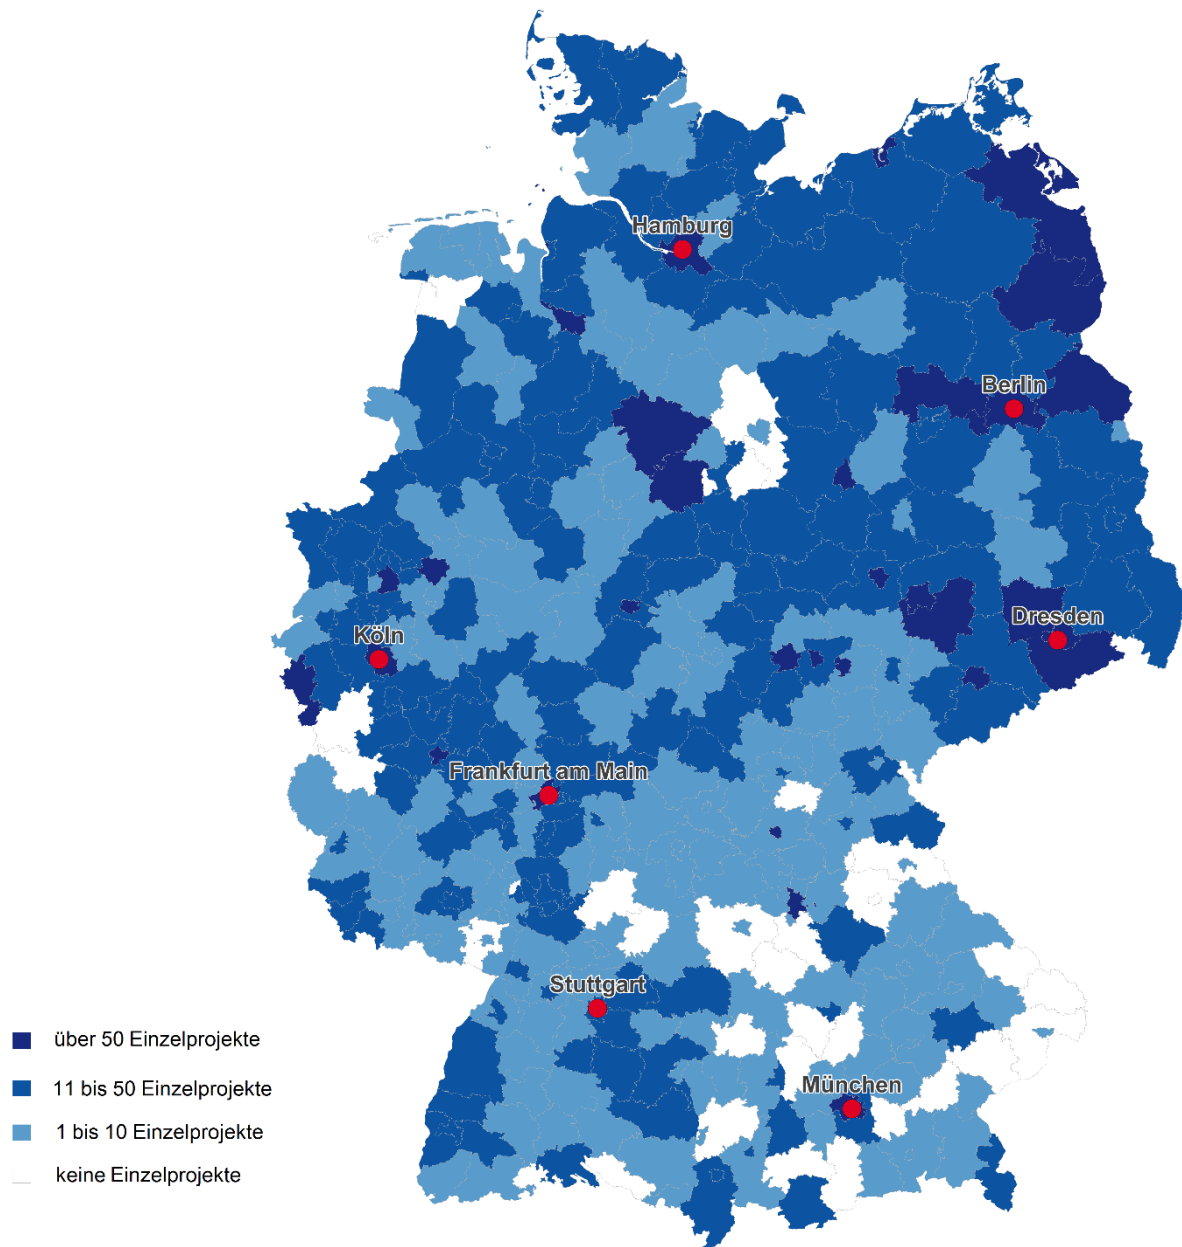 Hamburg
Berlin
Dresden
Köln
Frankfurt am Main
Stuttgart
München
über 50 Einzelprojekte
11 bis 50 Einzelprojekte
1 bis 10 Einzelprojekte
keine Einzelprojekte